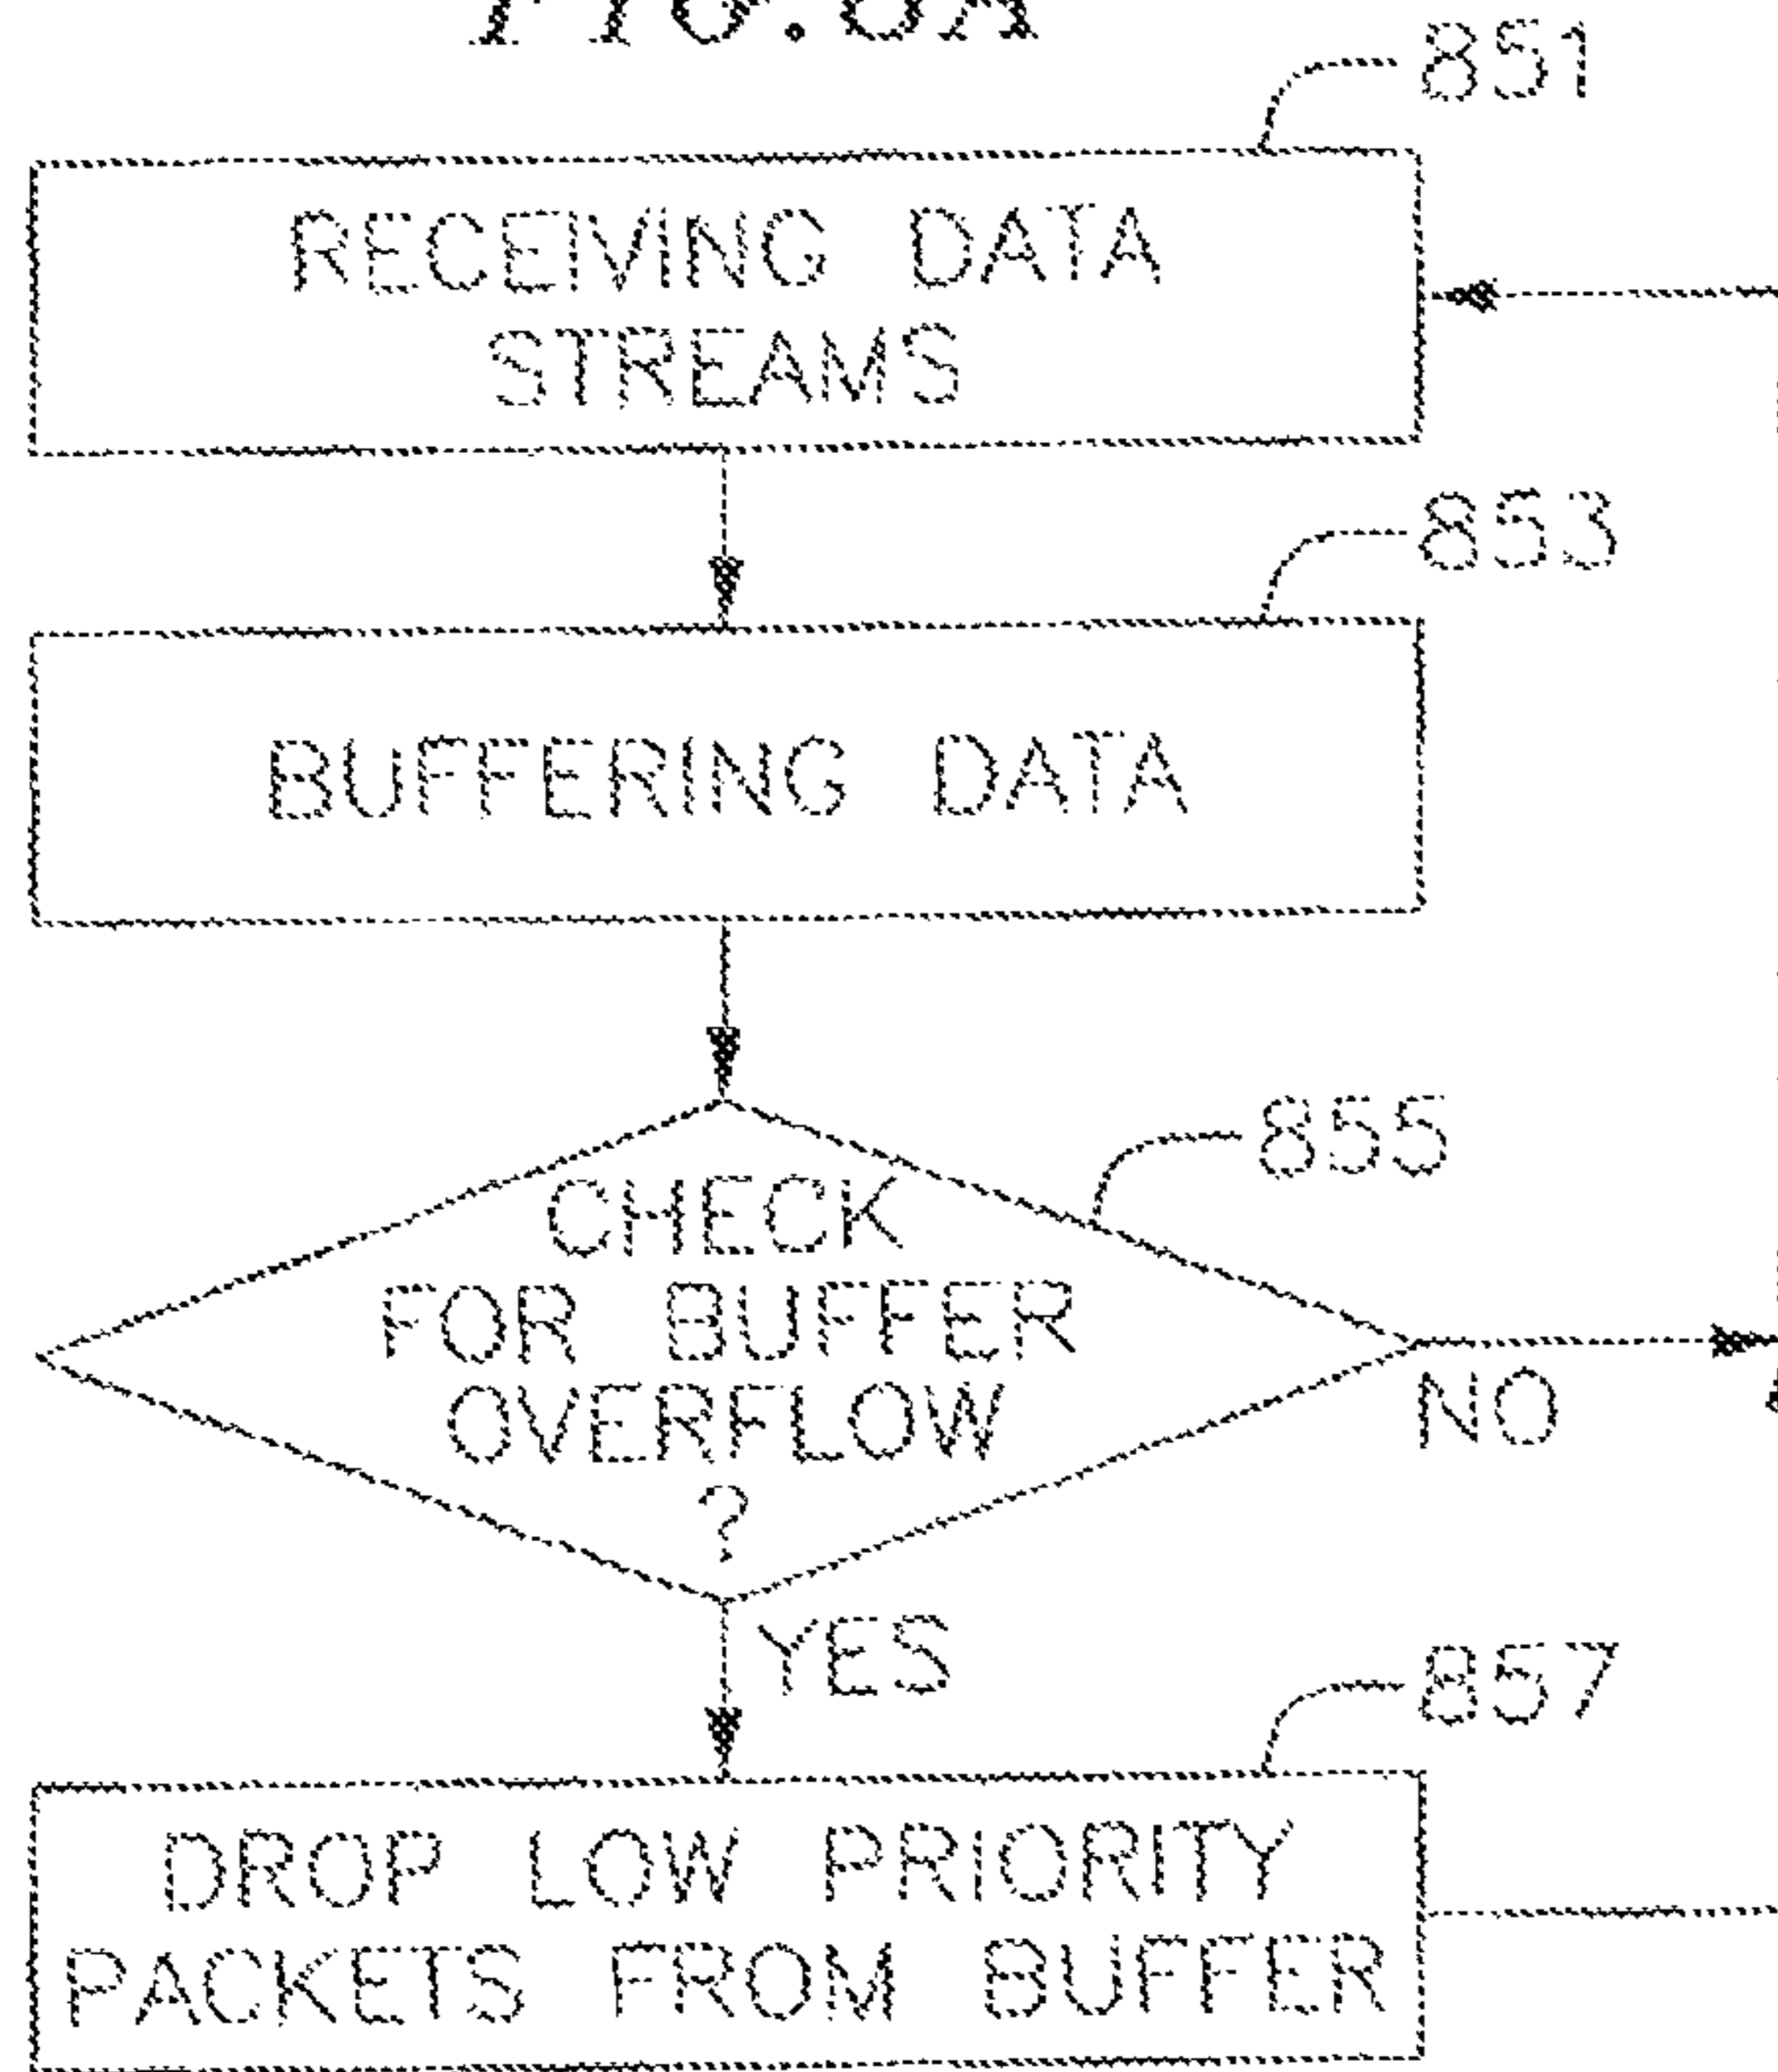 851
RECEIVING DATA
STREAMS
853
BUFFERING DATA
855
CHECK
FOR BUFFER
OVERFLOW
?
NO
YES
857
DROP LOW PRIORITY
PACKETS FROM BUFFER